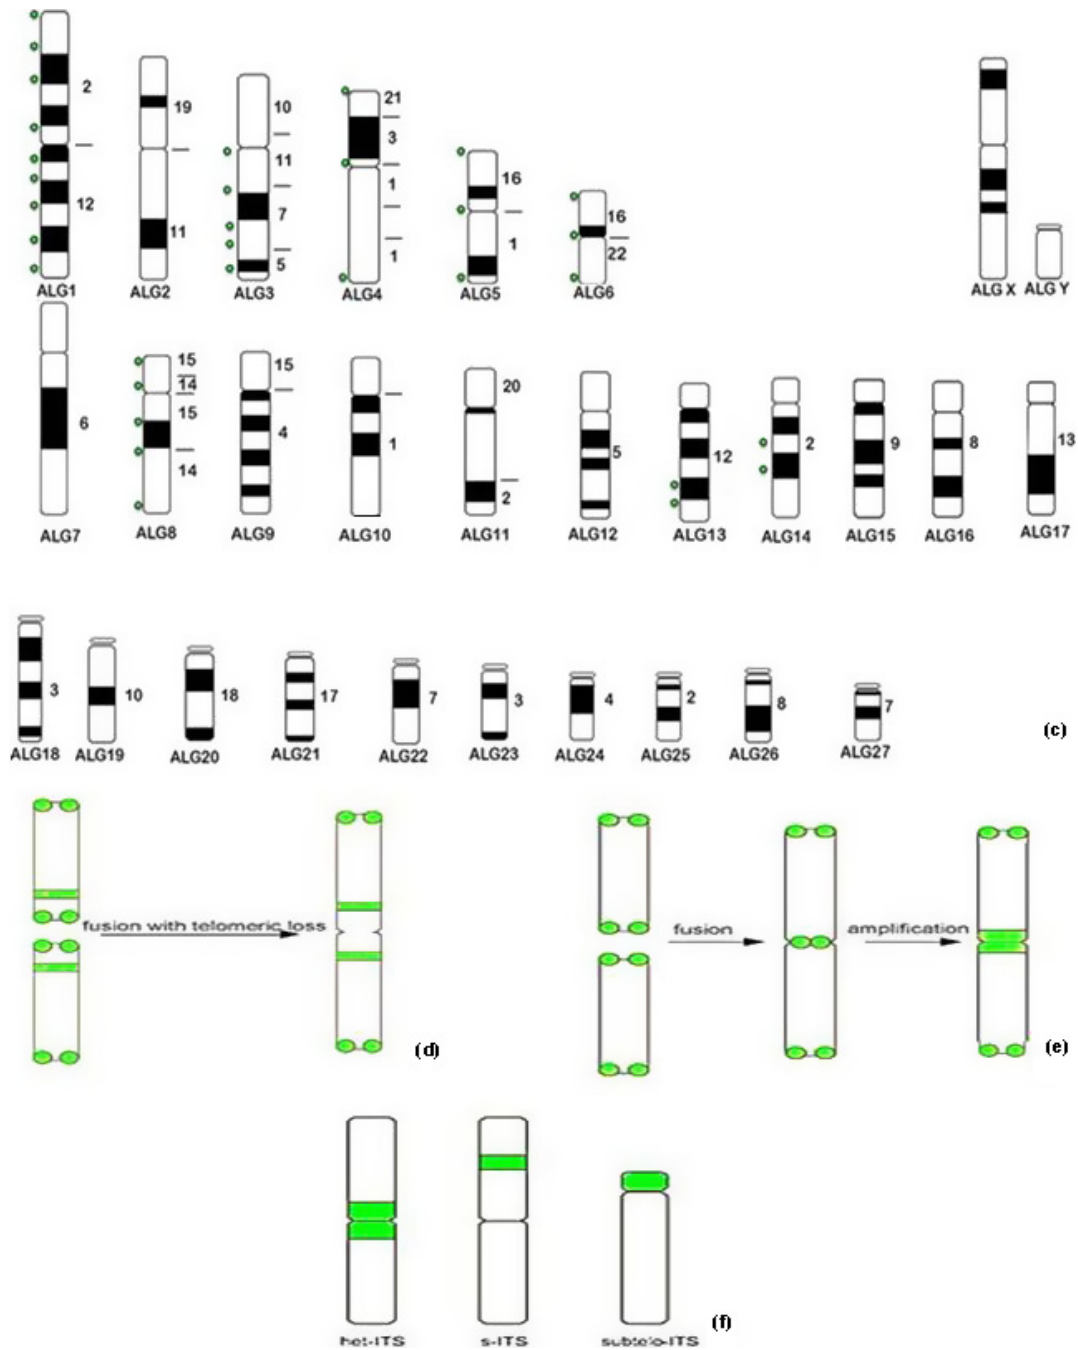 2 19 10 21
11 3
12 11 7 1 16 16
5 1 1 22
ALG1 ALG2 ALG3 ALG4 ALG5 ALG6 ALG X ALG Y
15 14 15 20
6 15 4 1 5 12 2 9 8 13
14 2
ALG7 ALG8 ALG9 ALG10 ALG11 ALG12 ALG13 ALG14 ALG15 ALG16 ALG17
3 10 18 17 7 3 4 2 8 7
(c)
ALG18 ALG19 ALG20 ALG21 ALG22 ALG23 ALG24 ALG25 ALG26 ALG27
fusion with telomeric loss
fusion amplification
(d) (e)
(f)
het-ITS s-ITS subtelo-ITS